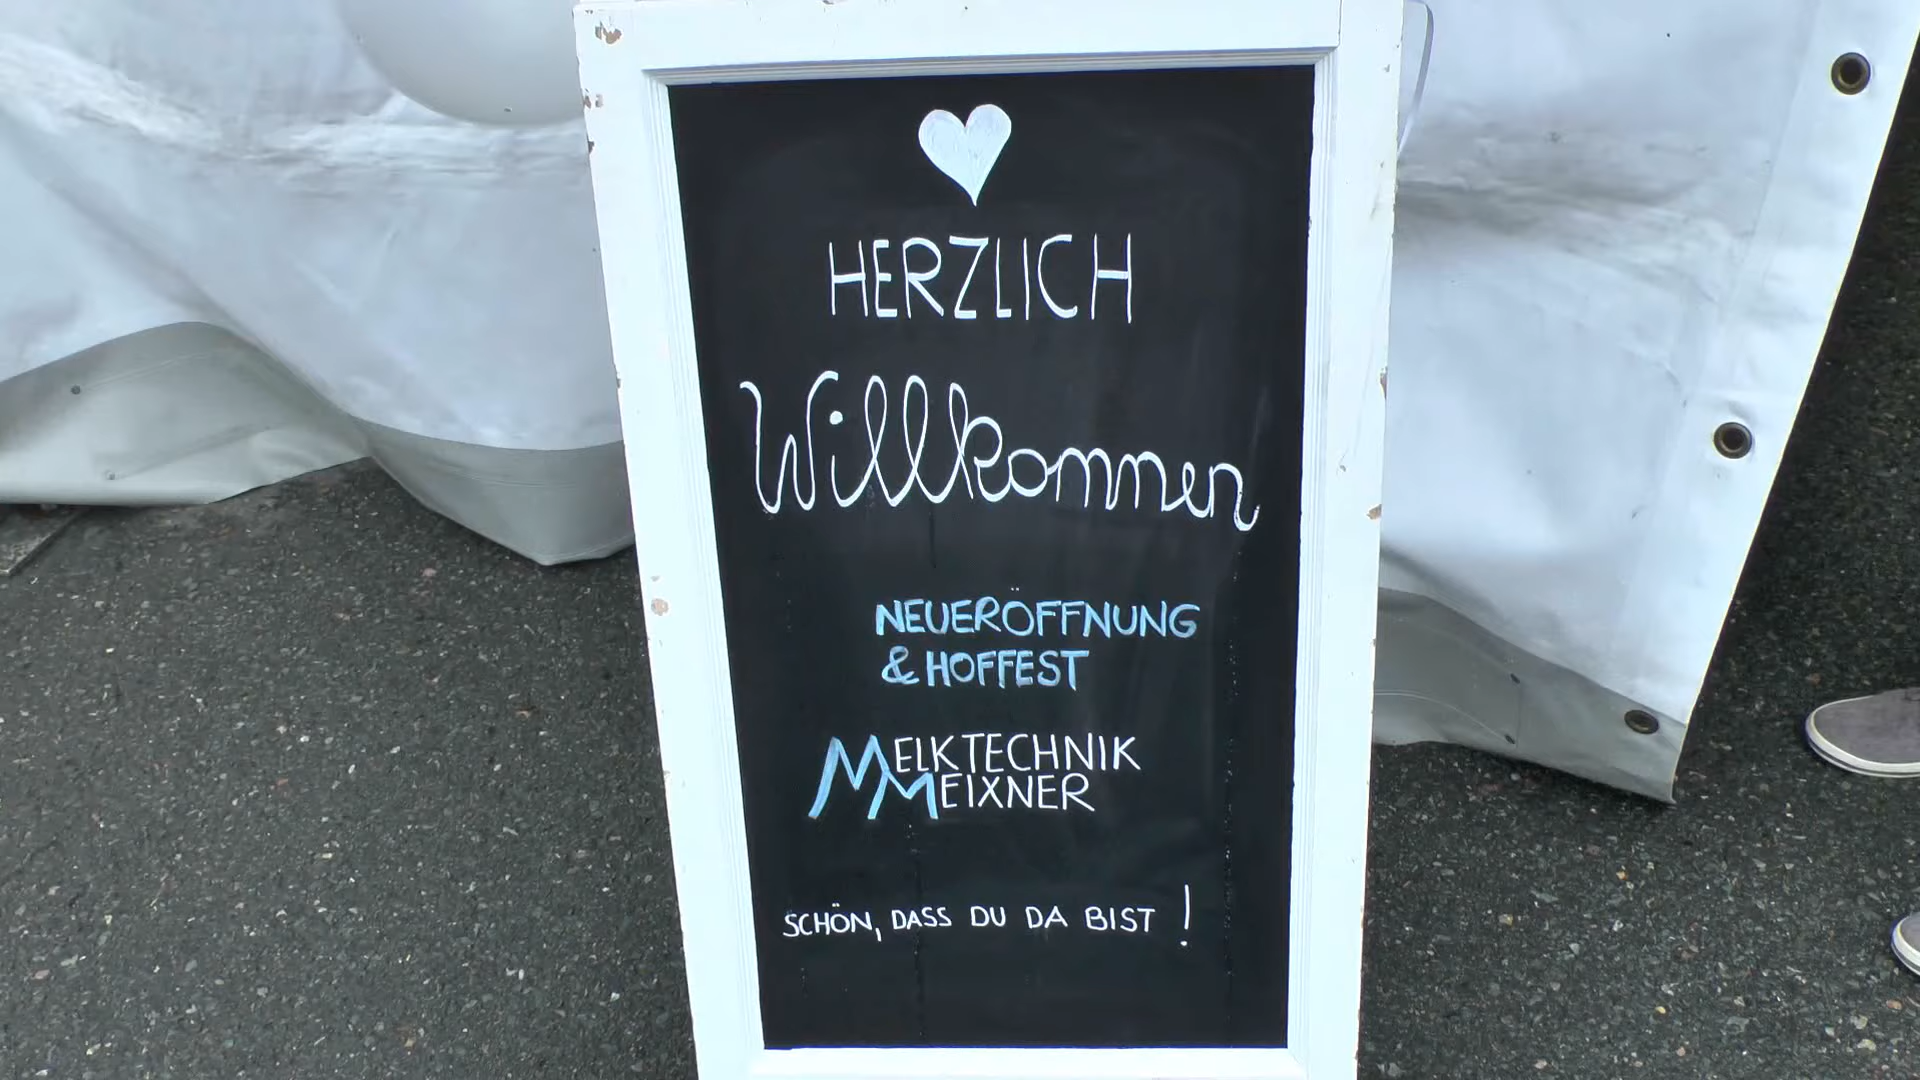 HERZLICH
Willkommen
NEUERÖFFNUNG
& HOFFEST
MELKTECHNIK
MEIXNER
SCHÖN, DASS DU DA BIST !